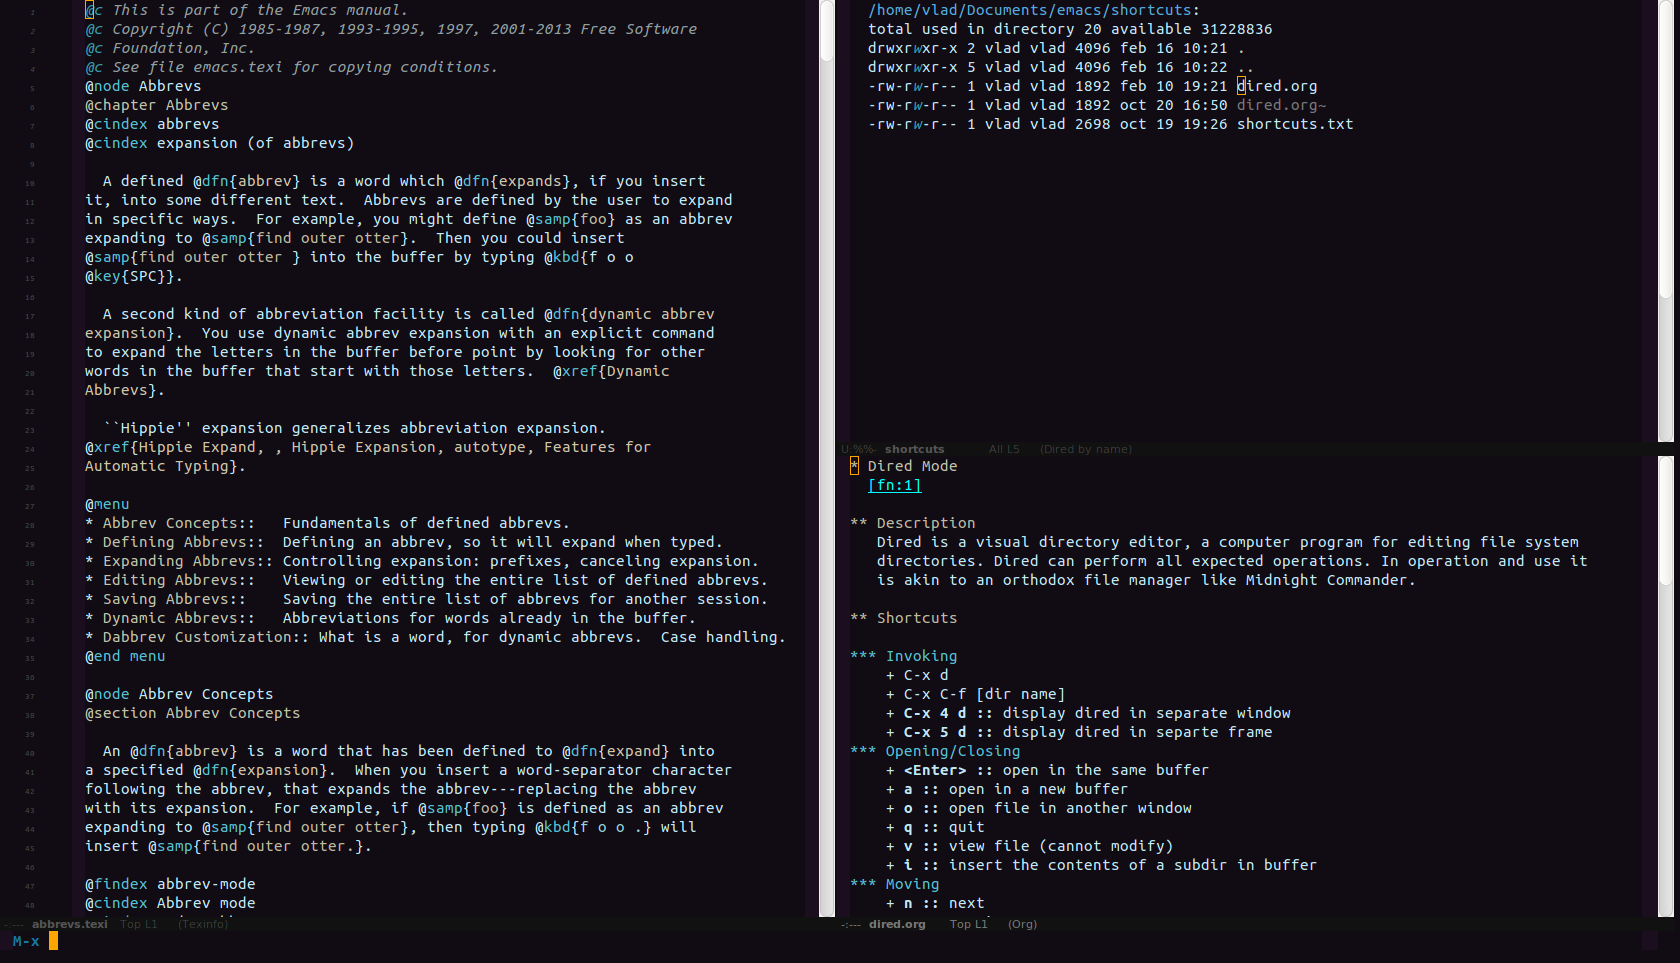 1 @c This is part of the Emacs manual.
2 @c Copyright (C) 1985-1987, 1993-1995, 1997, 2001-2013 Free Software
3 @c Foundation, Inc.
4 @c See file emacs.texi for copying conditions.
5 @node Abbrevs
6 @chapter Abbrevs
7 @cindex abbrevs
8 @cindex expansion (of abbrevs)
9
10   A defined @dfn{abbrev} is a word which @dfn{expands}, if you insert
11 it, into some different text.  Abbrevs are defined by the user to expand
12 in specific ways.  For example, you might define @samp{foo} as an abbrev
13 expanding to @samp{find outer otter}.  Then you could insert
14 @samp{find outer otter } into the buffer by typing @kbd{f o o
15 @key{SPC}}.
16
17   A second kind of abbreviation facility is called @dfn{dynamic abbrev
18 expansion}.  You use dynamic abbrev expansion with an explicit command
19 to expand the letters in the buffer before point by looking for other
20 words in the buffer that start with those letters.  @xref{Dynamic
21 Abbrevs}.
22
23   ``Hippie'' expansion generalizes abbreviation expansion.
24 @xref{Hippie Expand, , Hippie Expansion, autotype, Features for
25 Automatic Typing}.
26
27 @menu
28 * Abbrev Concepts::   Fundamentals of defined abbrevs.
29 * Defining Abbrevs::  Defining an abbrev, so it will expand when typed.
30 * Expanding Abbrevs:: Controlling expansion: prefixes, canceling expansion.
31 * Editing Abbrevs::   Viewing or editing the entire list of defined abbrevs.
32 * Saving Abbrevs::    Saving the entire list of abbrevs for another session.
33 * Dynamic Abbrevs::   Abbreviations for words already in the buffer.
34 * Dabbrev Customization:: What is a word, for dynamic abbrevs.  Case handling.
35 @end menu
36
37 @node Abbrev Concepts
38 @section Abbrev Concepts
39
40   An @dfn{abbrev} is a word that has been defined to @dfn{expand} into
41 a specified @dfn{expansion}.  When you insert a word-separator character
42 following the abbrev, that expands the abbrev---replacing the abbrev
43 with its expansion.  For example, if @samp{foo} is defined as an abbrev
44 expanding to @samp{find outer otter}, then typing @kbd{f o o .} will
45 insert @samp{find outer otter.}.
46
47 @findex abbrev-mode
48 @cindex Abbrev mode
-:--- abbrevs.texi   Top L1   (Texinfo)
/home/vlad/Documents/emacs/shortcuts:
total used in directory 20 available 31228836
drwxrwxr-x 2 vlad vlad 4096 feb 16 10:21 .
drwxrwxr-x 5 vlad vlad 4096 feb 16 10:22 ..
-rw-rw-r-- 1 vlad vlad 1892 feb 10 19:21 dired.org
-rw-rw-r-- 1 vlad vlad 1892 oct 20 16:50 dired.org~
-rw-rw-r-- 1 vlad vlad 2698 oct 19 19:26 shortcuts.txt
U:%%- shortcuts   All L5   (Dired by name)
* Dired Mode
  [fn:1]

** Description
   Dired is a visual directory editor, a computer program for editing file system
   directories. Dired can perform all expected operations. In operation and use it
   is akin to an orthodox file manager like Midnight Commander.

** Shortcuts

*** Invoking
    + C-x d
    + C-x C-f [dir name]
    + C-x 4 d :: display dired in separate window
    + C-x 5 d :: display dired in separte frame
*** Opening/Closing
    + <Enter> :: open in the same buffer
    + a :: open in a new buffer
    + o :: open file in another window
    + q :: quit
    + v :: view file (cannot modify)
    + i :: insert the contents of a subdir in buffer
*** Moving
    + n :: next
-:--- dired.org   Top L1   (Org)
M-x